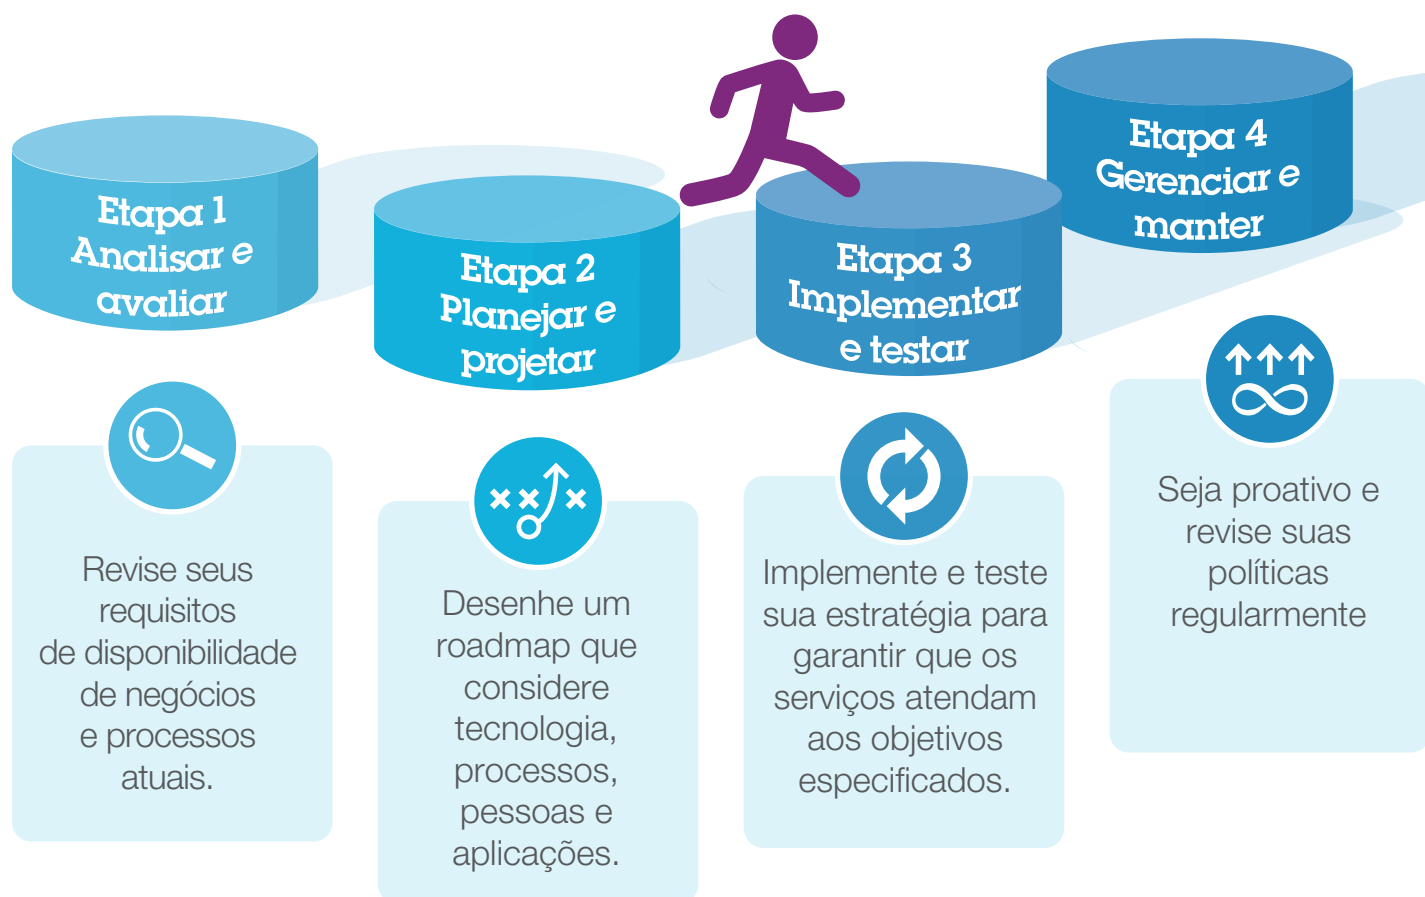 Etapa 1
Analisar e
avaliar
Etapa 2
Planejar e
projetar
Etapa 3
Implementar
e testar
Etapa 4
Gerenciar e
manter
Revise seus
requisitos
de disponibilidade
de negócios
e processos
atuais.
Desenhe um
roadmap que
considere
tecnologia,
processos,
pessoas e
aplicações.
Implemente e teste
sua estratégia para
garantir que os
serviços atendam
aos objetivos
especificados.
Seja proativo e
revise suas
políticas
regularmente